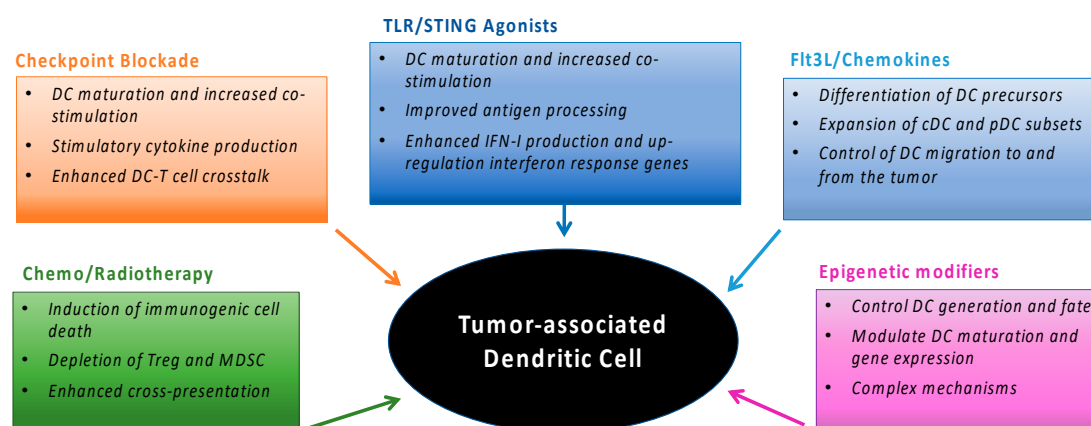 TLR/STING Agonists
• DC maturation and increased co-
stimulation
• Improved antigen processing
• Enhanced IFN-I production and up-
regulation interferon response genes
Checkpoint Blockade
• DC maturation and increased co-
stimulation
• Stimulatory cytokine production
• Enhanced DC-T cell crosstalk
Flt3L/Chemokines
• Differentiation of DC precursors
• Expansion of cDC and pDC subsets
• Control of DC migration to and
from the tumor
Chemo/Radiotherapy
• Induction of immunogenic cell
death
• Depletion of Treg and MDSC
• Enhanced cross-presentation
Tumor-associated
Dendritic Cell
Epigenetic modifiers
• Control DC generation and fate
• Modulate DC maturation and
gene expression
• Complex mechanisms